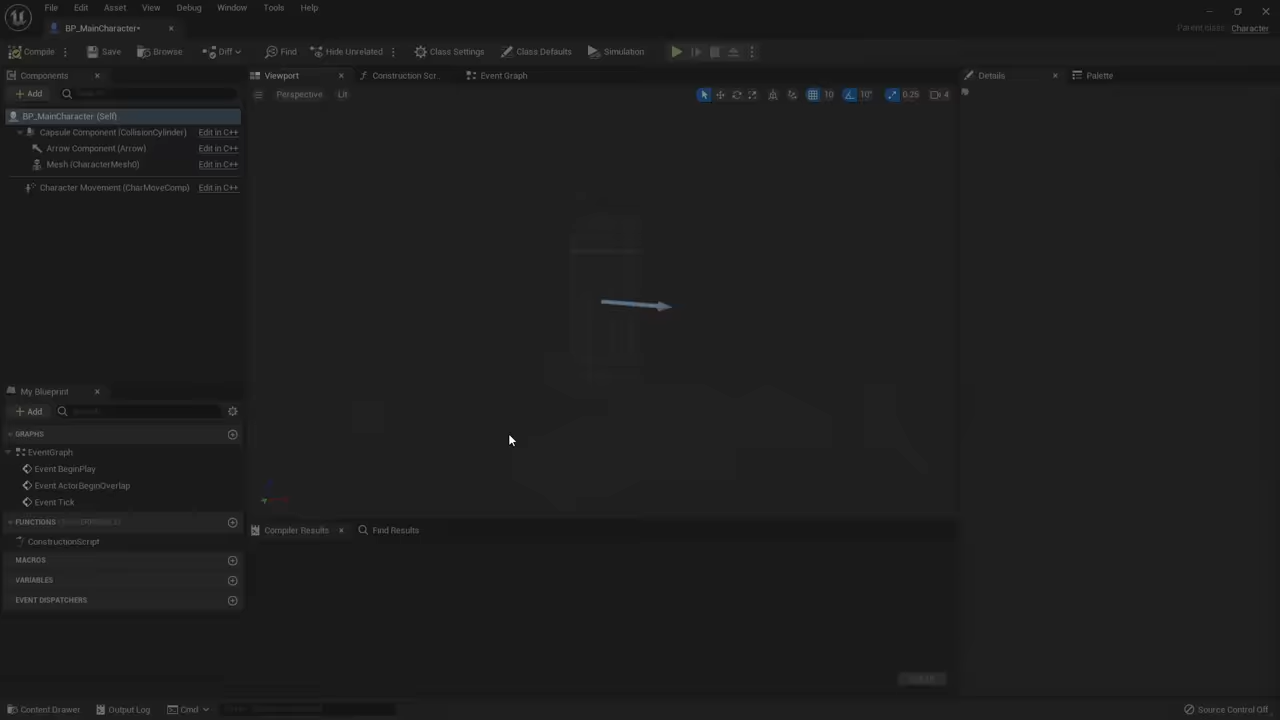 File Edit Asset View Debug Window Tools Help
BP_MainCharacter•
Parent class: Character
Compile Save Browse Diff Find Hide Unrelated Class Settings Class Defaults Simulation
Components Viewport Construction Scr.. Event Graph Details Palette
+ Add
Perspective Lit 10 10° 0.25 4
BP_MainCharacter (Self)
Capsule Component (CollisionCylinder) Edit in C++
Arrow Component (Arrow) Edit in C++
Mesh (CharacterMesh0) Edit in C++
Character Movement (CharMoveComp) Edit in C++
My Blueprint
+ Add
GRAPHS
EventGraph
Event BeginPlay
Event ActorBeginOverlap
Event Tick
FUNCTIONS
ConstructionScript
MACROS
VARIABLES
EVENT DISPATCHERS
Compiler Results Find Results
Content Drawer Output Log Cmd Source Control Off